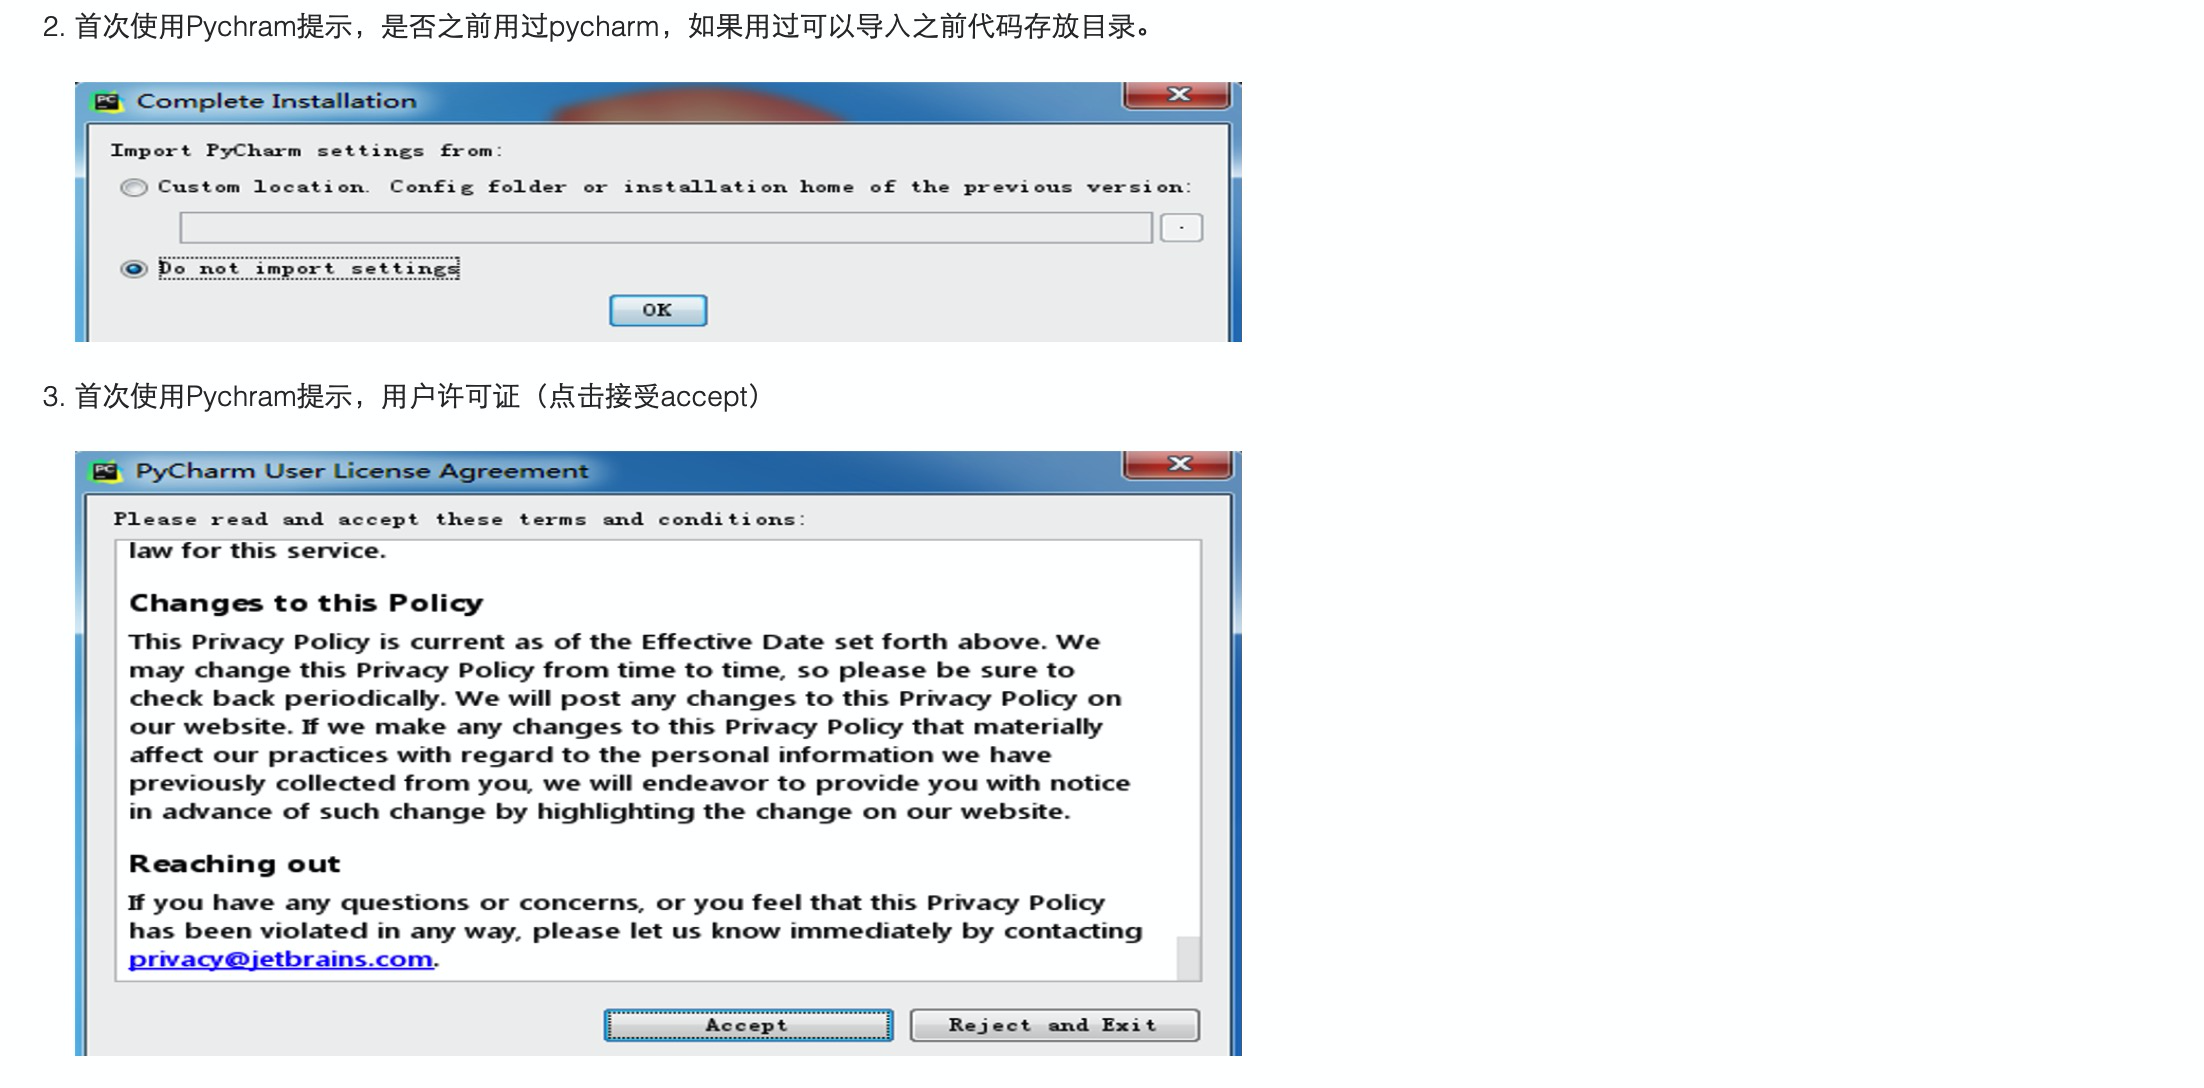 2. 首次使用Pychram提示，是否之前用过pycharm，如果用过可以导入之前代码存放目录。
Complete Installation
Import PyCharm settings from:
Custom location. Config folder or installation home of the previous version:
.
Do not import settings
OK
3. 首次使用Pychram提示，用户许可证（点击接受accept）
PyCharm User License Agreement
Please read and accept these terms and conditions:
law for this service.
Changes to this Policy
This Privacy Policy is current as of the Effective Date set forth above. We
may change this Privacy Policy from time to time, so please be sure to
check back periodically. We will post any changes to this Privacy Policy on
our website. If we make any changes to this Privacy Policy that materially
affect our practices with regard to the personal information we have
previously collected from you, we will endeavor to provide you with notice
in advance of such change by highlighting the change on our website.
Reaching out
If you have any questions or concerns, or you feel that this Privacy Policy
has been violated in any way, please let us know immediately by contacting
privacy@jetbrains.com.
Accept
Reject and Exit